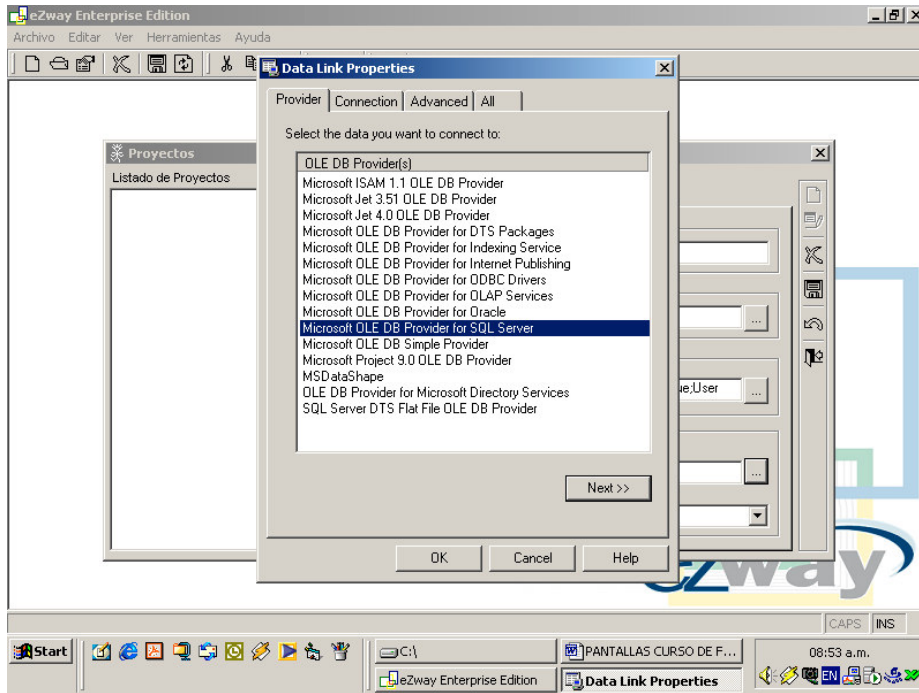 eZway Enterprise Edition
Archivo Editar Ver Herramientas Ayuda
Data Link Properties
Provider Connection Advanced All
Select the data you want to connect to:
OLE DB Provider(s)
Microsoft ISAM 1.1 OLE DB Provider
Microsoft Jet 3.51 OLE DB Provider
Microsoft Jet 4.0 OLE DB Provider
Microsoft OLE DB Provider for DTS Packages
Microsoft OLE DB Provider for Indexing Service
Microsoft OLE DB Provider for Internet Publishing
Microsoft OLE DB Provider for ODBC Drivers
Microsoft OLE DB Provider for OLAP Services
Microsoft OLE DB Provider for Oracle
Microsoft OLE DB Provider for SQL Server
Microsoft OLE DB Simple Provider
Microsoft Project 9.0 OLE DB Provider
MSDataShape
OLE DB Provider for Microsoft Directory Services
SQL Server DTS Flat File OLE DB Provider
Next >>
OK Cancel Help
Proyectos
Listado de Proyectos
...
ue;User ...
...
ezway
CAPS INS
Start C:\ PANTALLAS CURSO DE F... 08:53 a.m.
eZway Enterprise Edition Data Link Properties EN